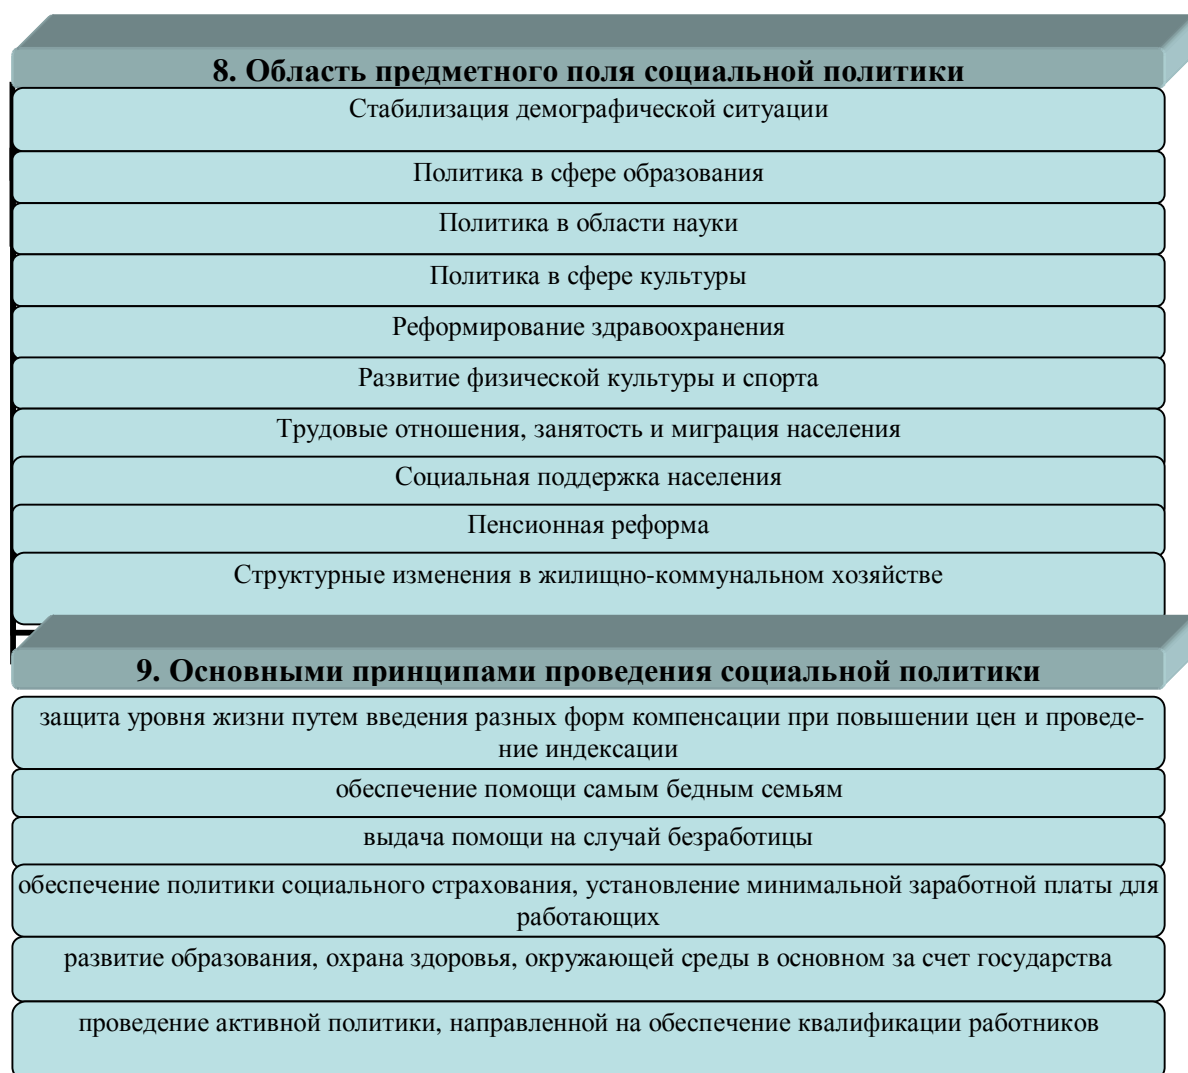 8. Область предметного поля социальной политики
Стабилизация демографической ситуации
Политика в сфере образования
Политика в области науки
Политика в сфере культуры
Реформирование здравоохранения
Развитие физической культуры и спорта
Трудовые отношения, занятость и миграция населения
Социальная поддержка населения
Пенсионная реформа
Структурные изменения в жилищно-коммунальном хозяйстве
9. Основными принципами проведения социальной политики
защита уровня жизни путем введения разных форм компенсации при повышении цен и проведе-
ние индексации
обеспечение помощи самым бедным семьям
выдача помощи на случай безработицы
обеспечение политики социального страхования, установление минимальной заработной платы для
работающих
развитие образования, охрана здоровья, окружающей среды в основном за счет государства
проведение активной политики, направленной на обеспечение квалификации работников